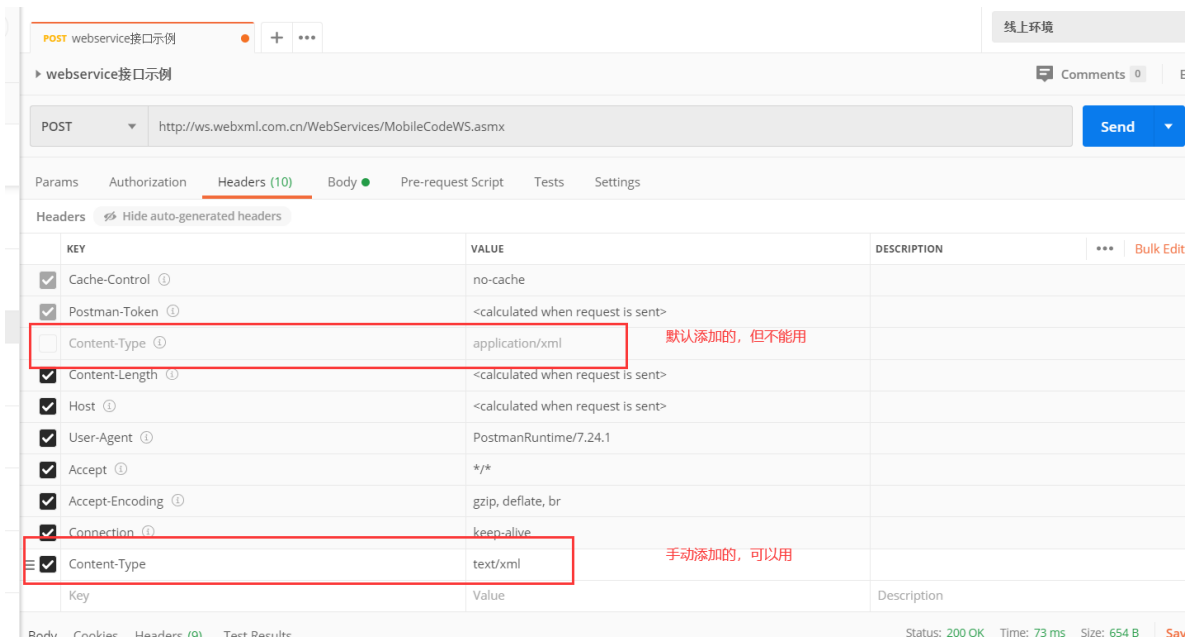 POST webservice接口示例
线上环境
webservice接口示例
Comments 0
POST http://ws.webxml.com.cn/WebServices/MobileCodeWS.asmx Send
Params Authorization Headers (10) Body Pre-request Script Tests Settings
Headers Hide auto-generated headers
KEY VALUE DESCRIPTION Bulk Edit
Cache-Control no-cache
Postman-Token <calculated when request is sent>
Content-Type application/xml 默认添加的，但不能用
Content-Length <calculated when request is sent>
Host <calculated when request is sent>
User-Agent PostmanRuntime/7.24.1
Accept */*
Accept-Encoding gzip, deflate, br
Connection keep-alive
Content-Type text/xml 手动添加的，可以用
Key Value Description
Body Cookies Headers (9) Test Results Status: 200 OK Time: 73 ms Size: 654 B